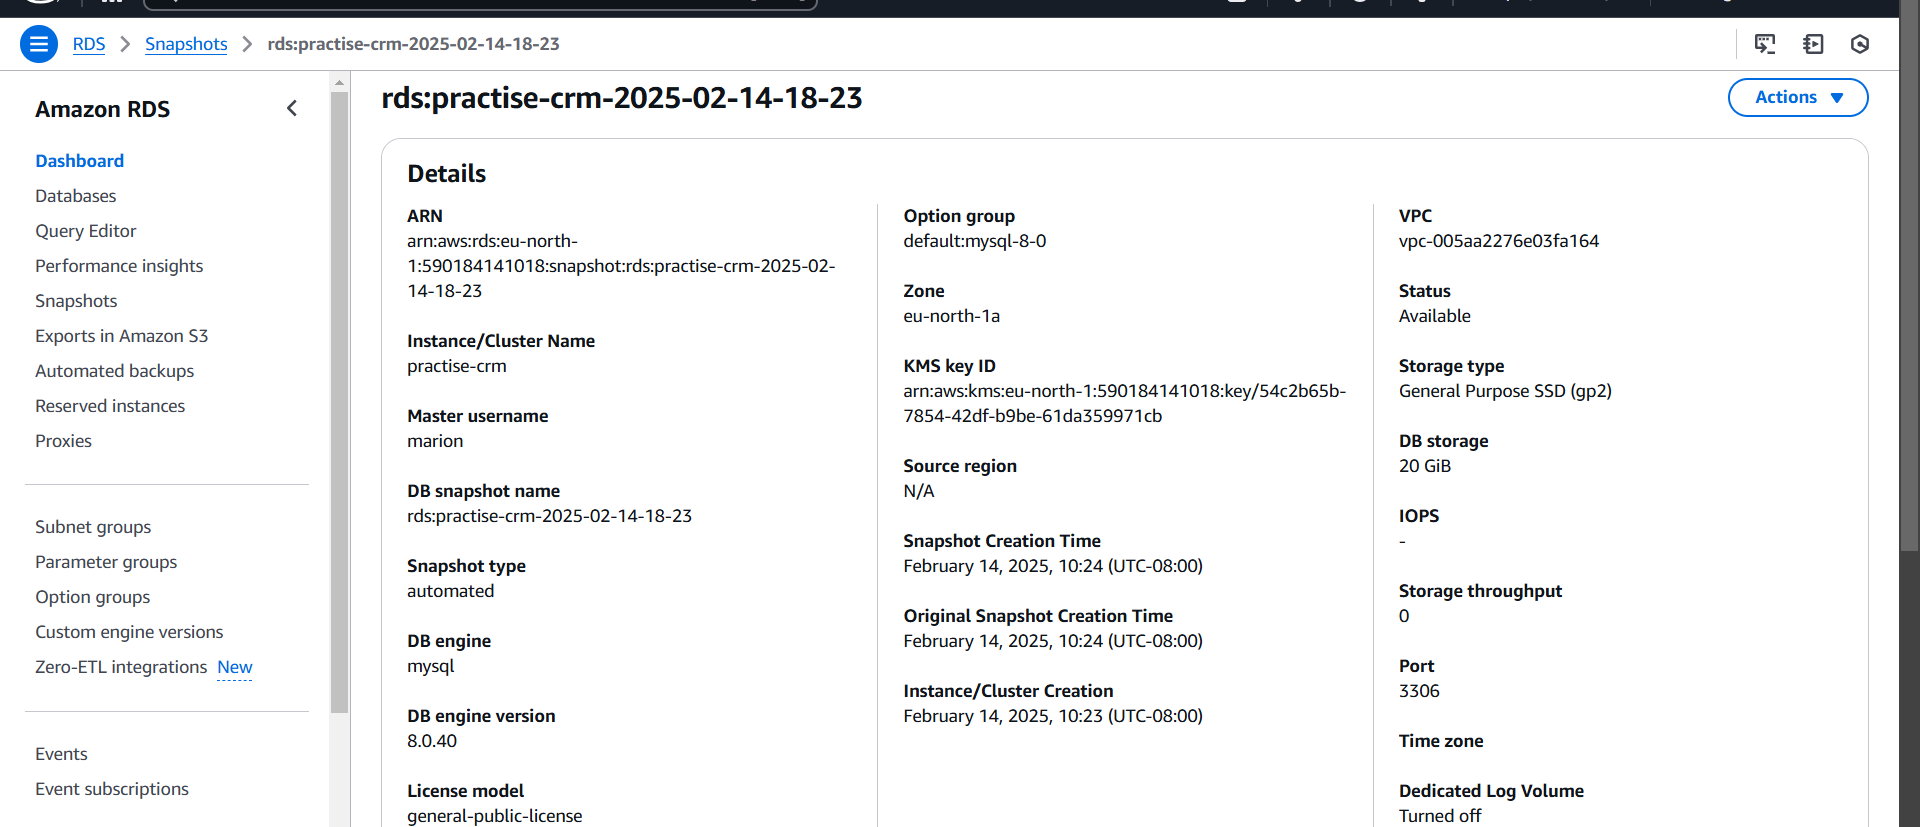 RDS > Snapshots > rds:practise-crm-2025-02-14-18-23
Amazon RDS
Dashboard
Databases
Query Editor
Performance insights
Snapshots
Exports in Amazon S3
Automated backups
Reserved instances
Proxies
Subnet groups
Parameter groups
Option groups
Custom engine versions
Zero-ETL integrations New
Events
Event subscriptions
rds:practise-crm-2025-02-14-18-23
Actions
Details
ARN
arn:aws:rds:eu-north-
1:590184141018:snapshot:rds:practise-crm-2025-02-
14-18-23
Instance/Cluster Name
practise-crm
Master username
marion
DB snapshot name
rds:practise-crm-2025-02-14-18-23
Snapshot type
automated
DB engine
mysql
DB engine version
8.0.40
License model
general-public-license
Option group
default:mysql-8-0
Zone
eu-north-1a
KMS key ID
arn:aws:kms:eu-north-1:590184141018:key/54c2b65b-
7854-42df-b9be-61da359971cb
Source region
N/A
Snapshot Creation Time
February 14, 2025, 10:24 (UTC-08:00)
Original Snapshot Creation Time
February 14, 2025, 10:24 (UTC-08:00)
Instance/Cluster Creation
February 14, 2025, 10:23 (UTC-08:00)
VPC
vpc-005aa2276e03fa164
Status
Available
Storage type
General Purpose SSD (gp2)
DB storage
20 GiB
IOPS
-
Storage throughput
0
Port
3306
Time zone
Dedicated Log Volume
Turned off